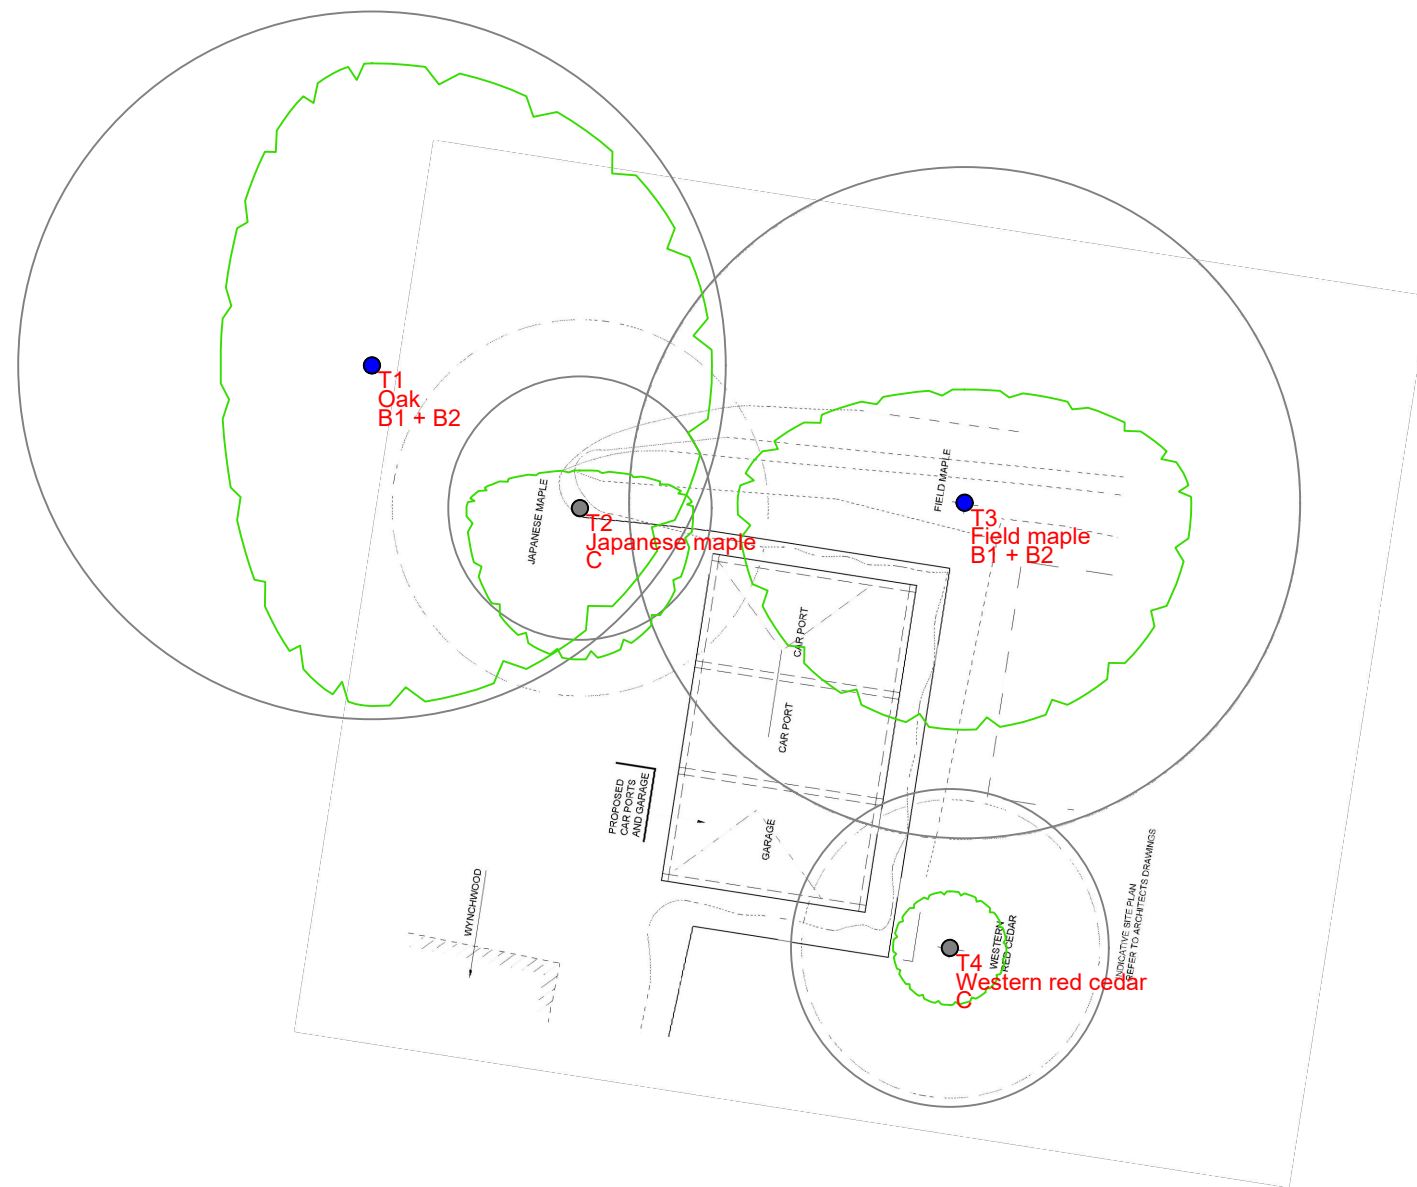 T1
Oak
B1 + B2
JAPANESE MAPLE
T2
Japanese maple
C
FIELD MAPLE
T3
Field maple
B1 + B2
CAR PORT
CAR PORT
GARAGE
PROPOSED
CAR PORTS
AND GARAGE
WYNCHWOOD
WESTERN
RED CEDAR
T4
Western red cedar
C
INDICATIVE SITE PLAN
REFER TO ARCHITECTS DRAWINGS